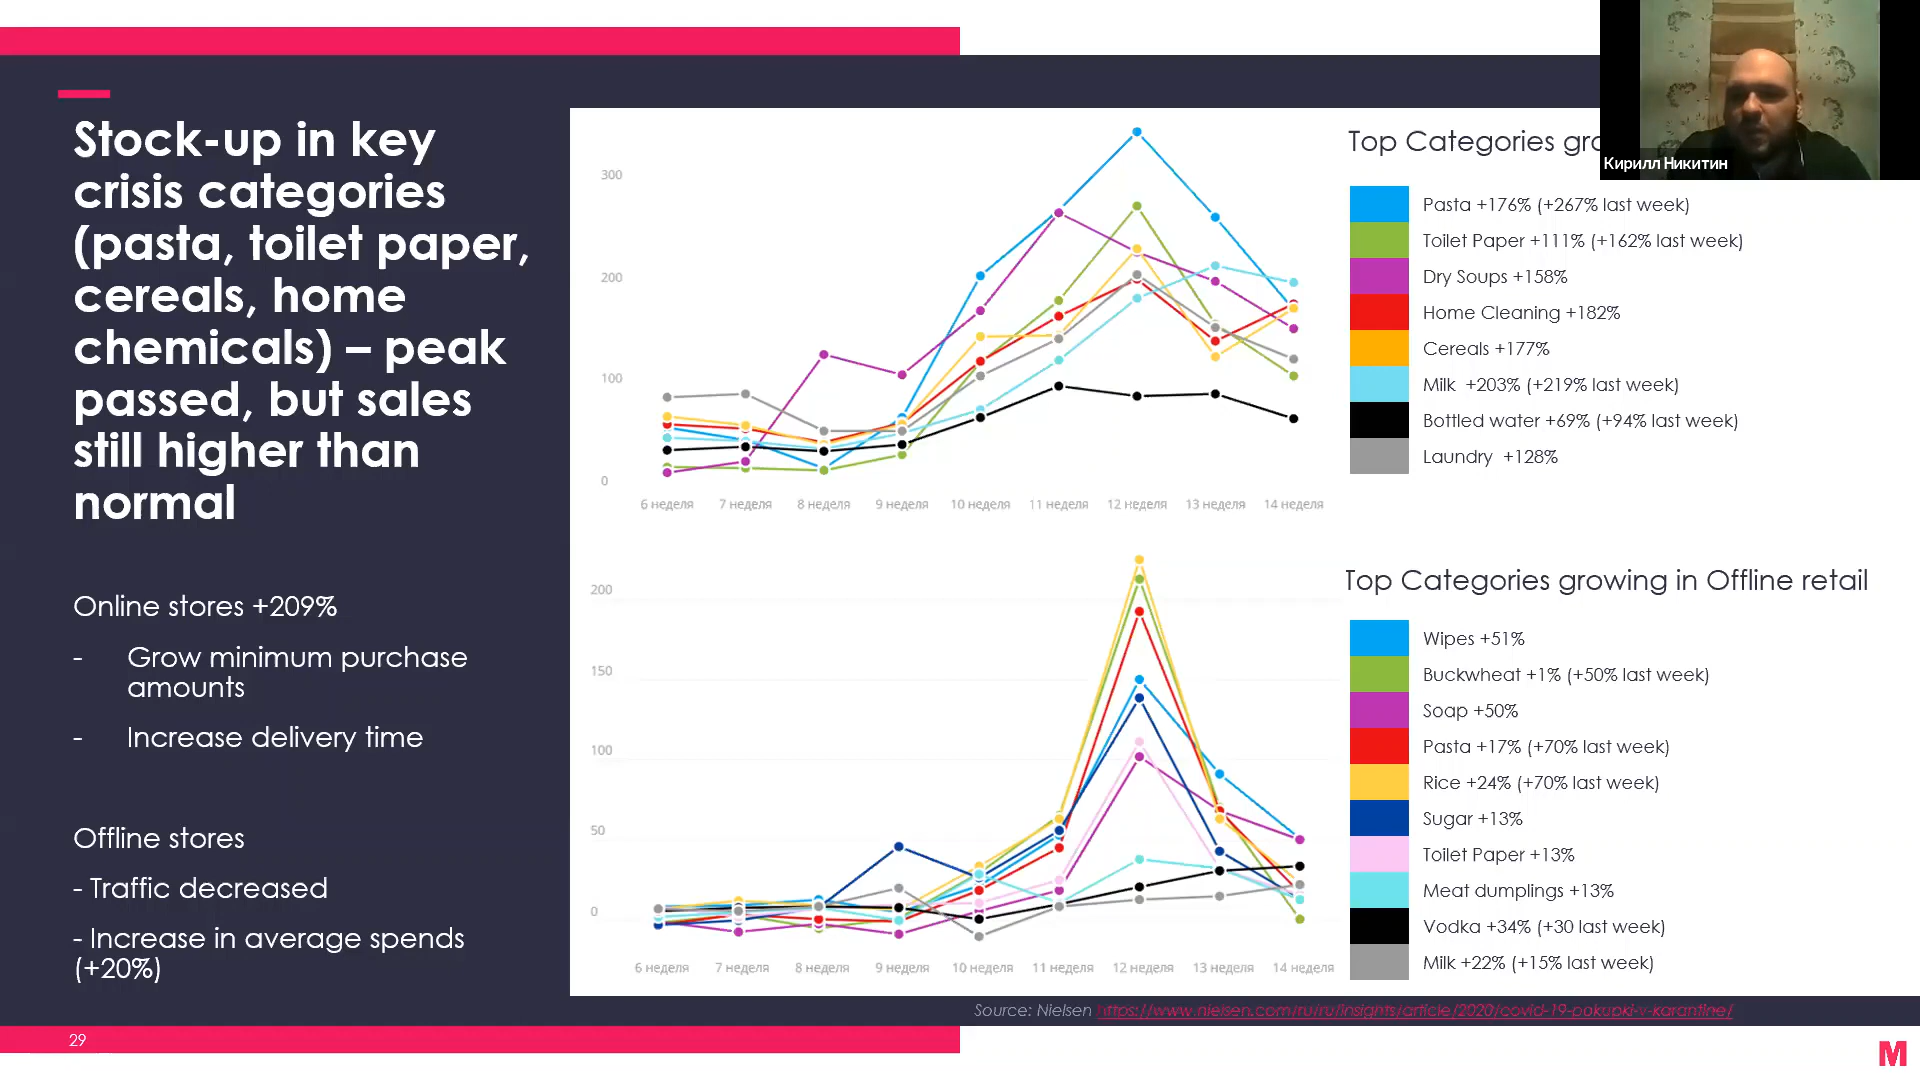 Stock-up in key
crisis categories
(pasta, toilet paper,
cereals, home
chemicals) – peak
passed, but sales
still higher than
normal
Online stores +209%
- Grow minimum purchase
amounts
- Increase delivery time
Offline stores
- Traffic decreased
- Increase in average spends
(+20%)
300
200
100
0
6 неделя 7 неделя 8 неделя 9 неделя 10 неделя 11 неделя 12 неделя 13 неделя 14 неделя
Top Categories
Кирилл Никитин
Pasta +176% (+267% last week)
Toilet Paper +111% (+162% last week)
Dry Soups +158%
Home Cleaning +182%
Cereals +177%
Milk +203% (+219% last week)
Bottled water +69% (+94% last week)
Laundry +128%
200
150
100
50
0
6 неделя 7 неделя 8 неделя 9 неделя 10 неделя 11 неделя 12 неделя 13 неделя 14 неделя
Top Categories growing in Offline retail
Wipes +51%
Buckwheat +1% (+50% last week)
Soap +50%
Pasta +17% (+70% last week)
Rice +24% (+70% last week)
Sugar +13%
Toilet Paper +13%
Meat dumplings +13%
Vodka +34% (+30 last week)
Milk +22% (+15% last week)
Source: Nielsen https://www.nielsen.com/ru/ru/insights/article/2020/covid-19-pokupki-v-karantine/
29
M